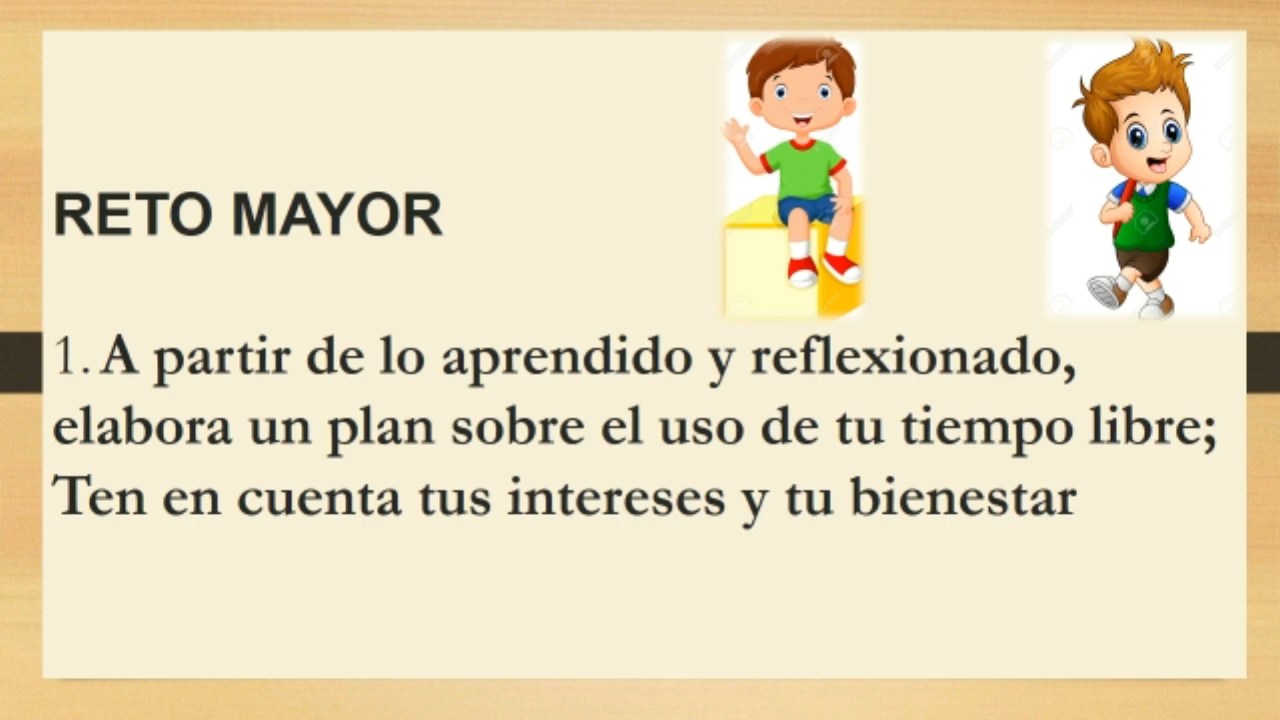 RETO MAYOR
1. A partir de lo aprendido y reflexionado,
elabora un plan sobre el uso de tu tiempo libre;
Ten en cuenta tus intereses y tu bienestar